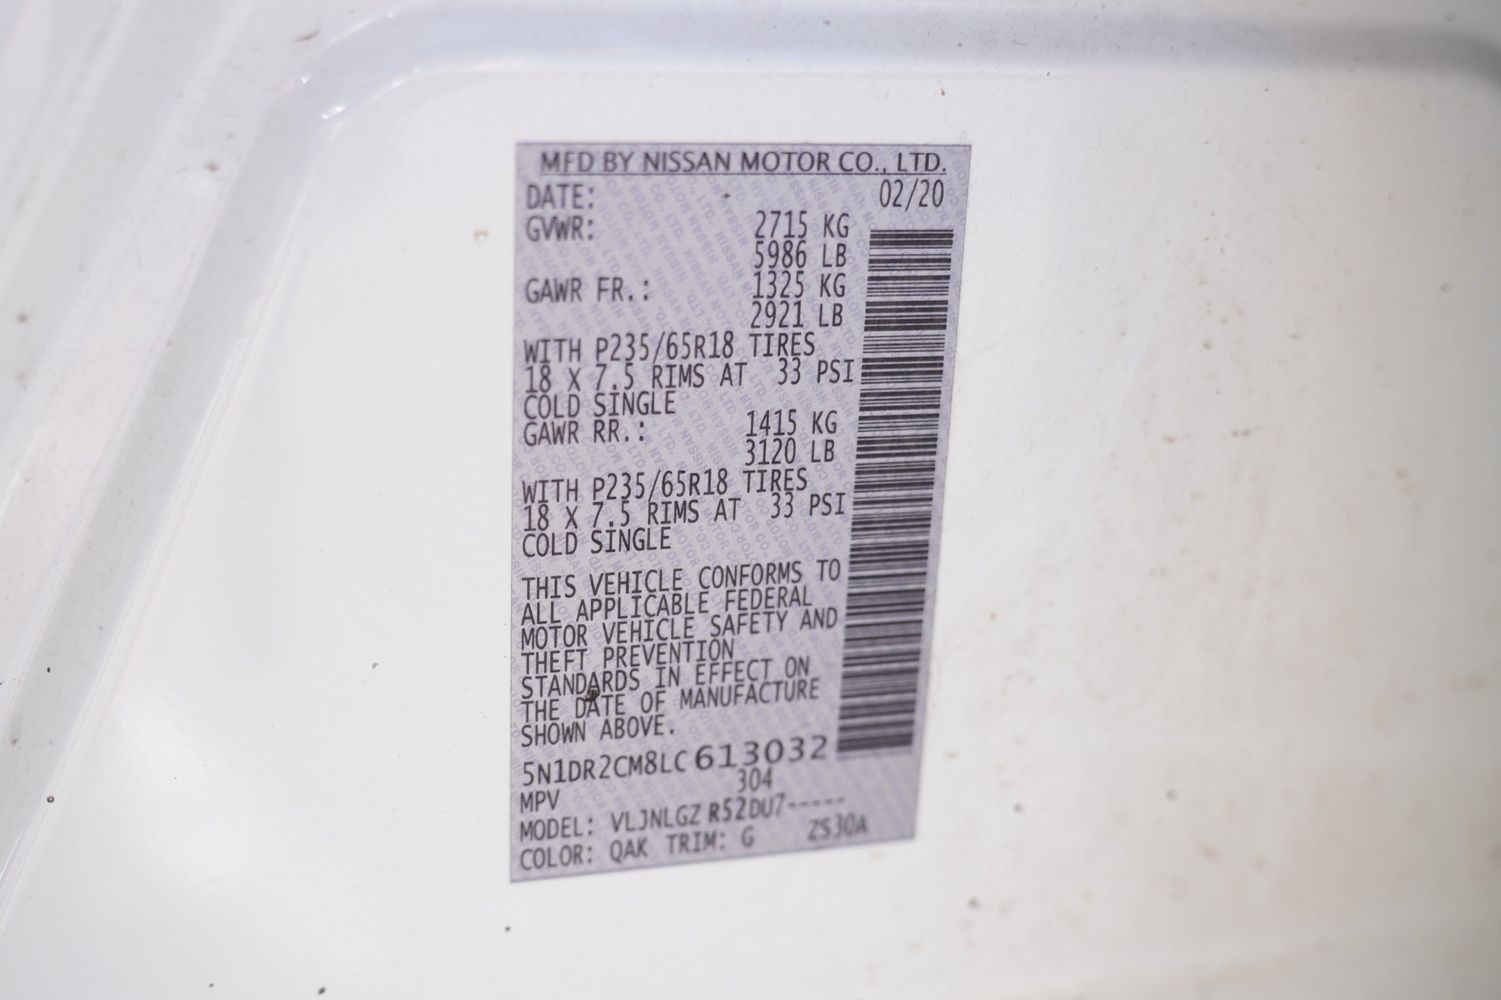 MFD BY NISSAN MOTOR CO., LTD.
DATE: 02/20
GVWR: 2715 KG
5986 LB
GAWR FR.: 1325 KG
2921 LB
WITH P235/65R18 TIRES
18 X 7.5 RIMS AT 33 PSI
COLD SINGLE
GAWR RR.: 1415 KG
3120 LB
WITH P235/65R18 TIRES
18 X 7.5 RIMS AT 33 PSI
COLD SINGLE
THIS VEHICLE CONFORMS TO
ALL APPLICABLE FEDERAL
MOTOR VEHICLE SAFETY AND
THEFT PREVENTION
STANDARDS IN EFFECT ON
THE DATE OF MANUFACTURE
SHOWN ABOVE.
5N1DR2CM8LC613032
MPV 304
MODEL: VLJNLGZ R52DU7-----
COLOR: QAK TRIM: G ZS30A